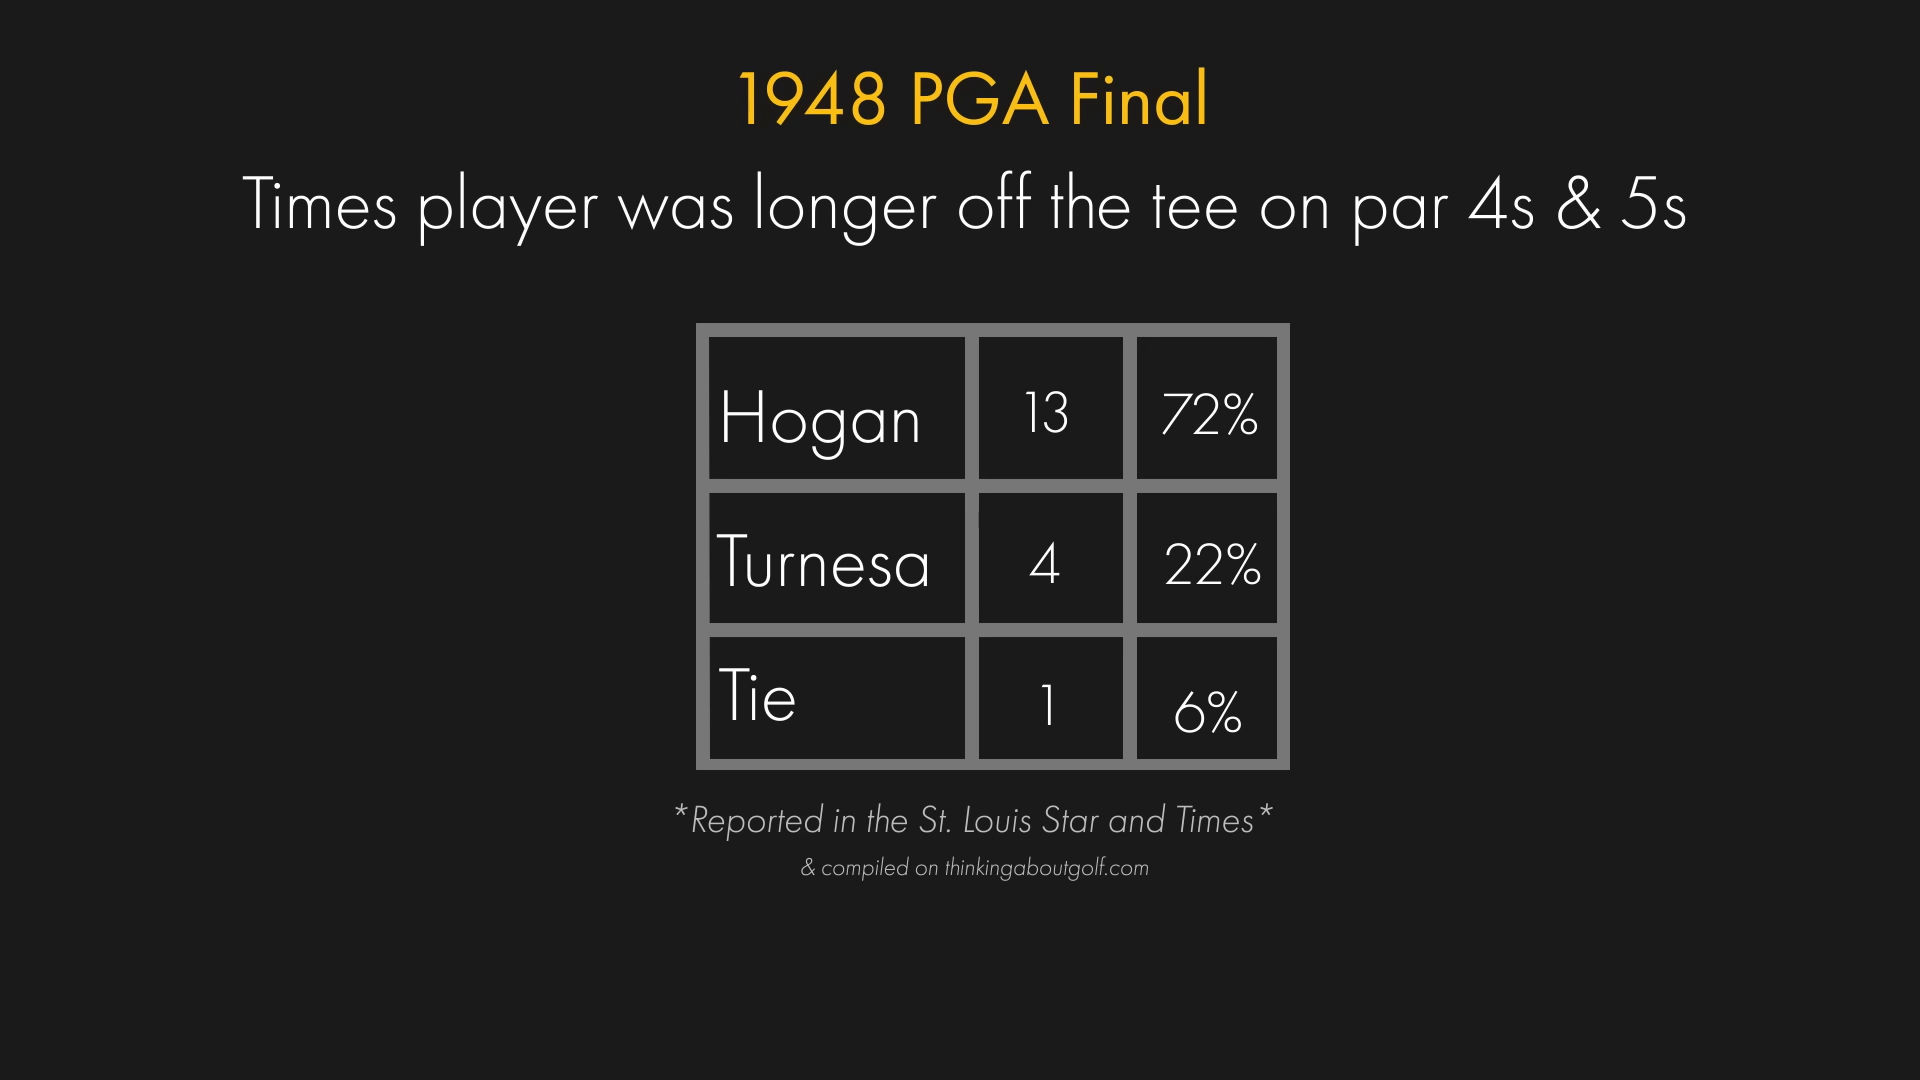 1948 PGA Final
Times player was longer off the tee on par 4s & 5s
Hogan 13 72%
Turnesa 4 22%
Tie 1 6%
*Reported in the St. Louis Star and Times*
& compiled on thinkingaboutgolf.com